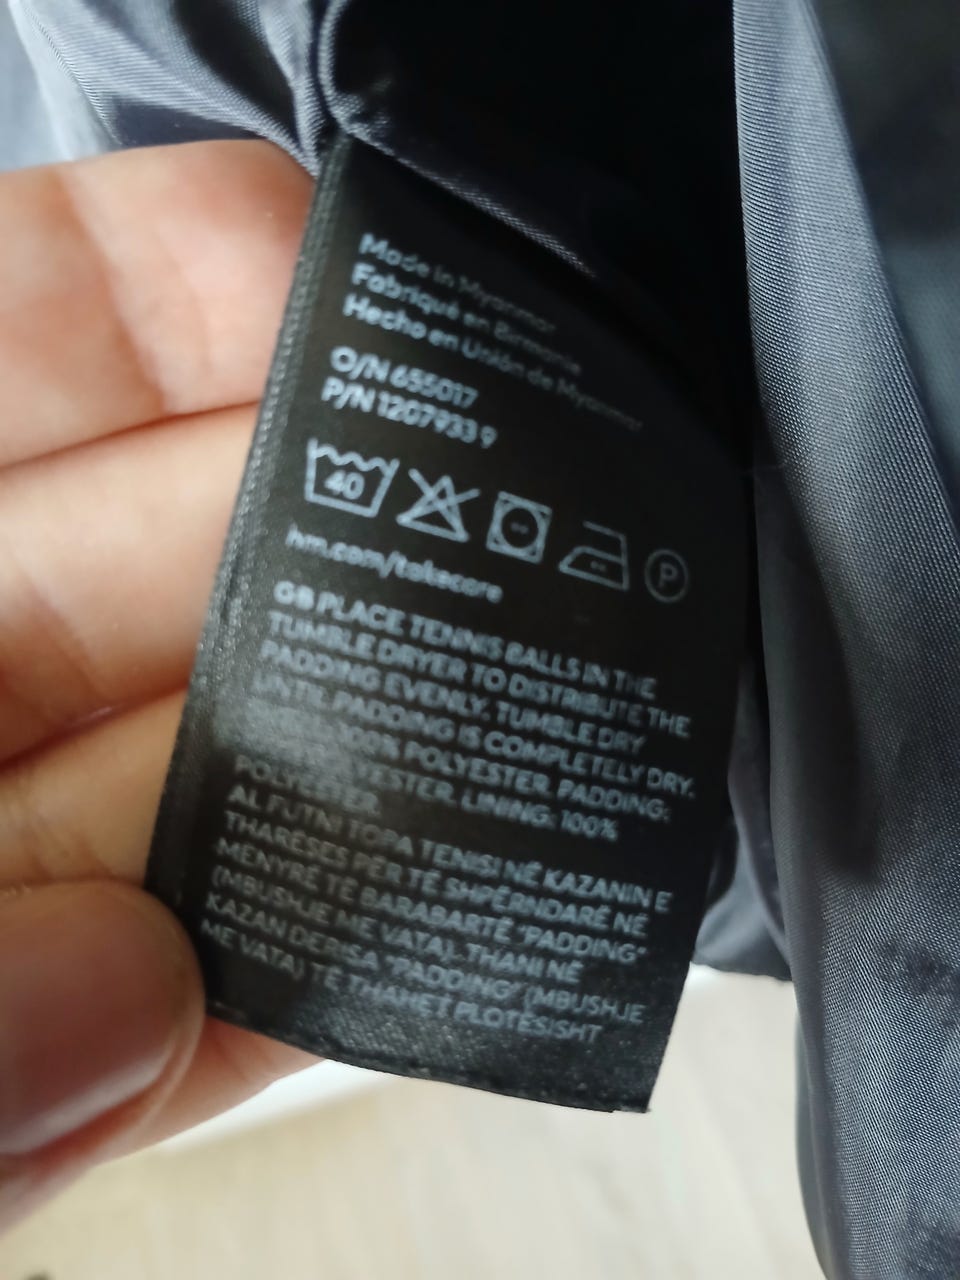 Made in Myanmar
Fabriqué en Birmanie
Hecho en Unión de Myanmar
O/N 655017
P/N 1207933 9
40
P
hm.com/takecare
GB PLACE TENNIS BALLS IN THE
TUMBLE DRYER TO DISTRIBUTE THE
PADDING EVENLY. TUMBLE DRY
UNTIL PADDING IS COMPLETELY DRY.
100% POLYESTER. PADDING:
POLYESTER. LINING: 100%
POLYESTER.
AL FUTNI TOPA TENISI NË KAZANIN E
THARËSES PËR TË SHPËRNDARË NË
MËNYRË TË BARABARTË "PADDING"
(MBUSHJE ME VATA). THANI NË
KAZAN DERISA "PADDING" (MBUSHJE
ME VATA) TË THAHET PLOTËSISHT